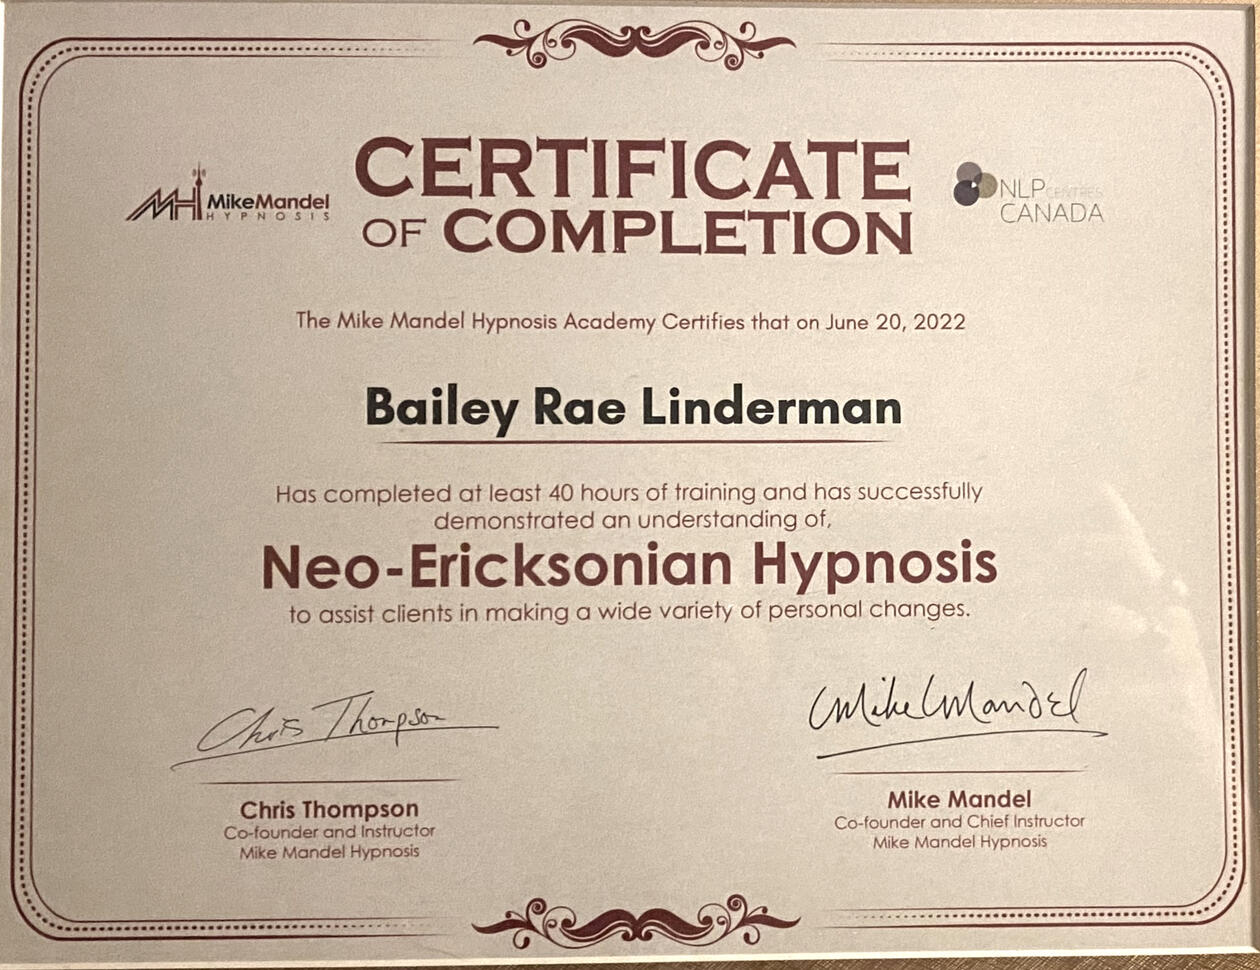 CERTIFICATE
OF COMPLETION
MH MikeMandel
HYPNOSIS
NLP CENTRES
CANADA
The Mike Mandel Hypnosis Academy Certifies that on June 20, 2022
Bailey Rae Linderman
Has completed at least 40 hours of training and has successfully
demonstrated an understanding of,
Neo-Ericksonian Hypnosis
to assist clients in making a wide variety of personal changes.
Chris Thompson
Mike Mandel
Chris Thompson
Co-founder and Instructor
Mike Mandel Hypnosis
Mike Mandel
Co-founder and Chief Instructor
Mike Mandel Hypnosis